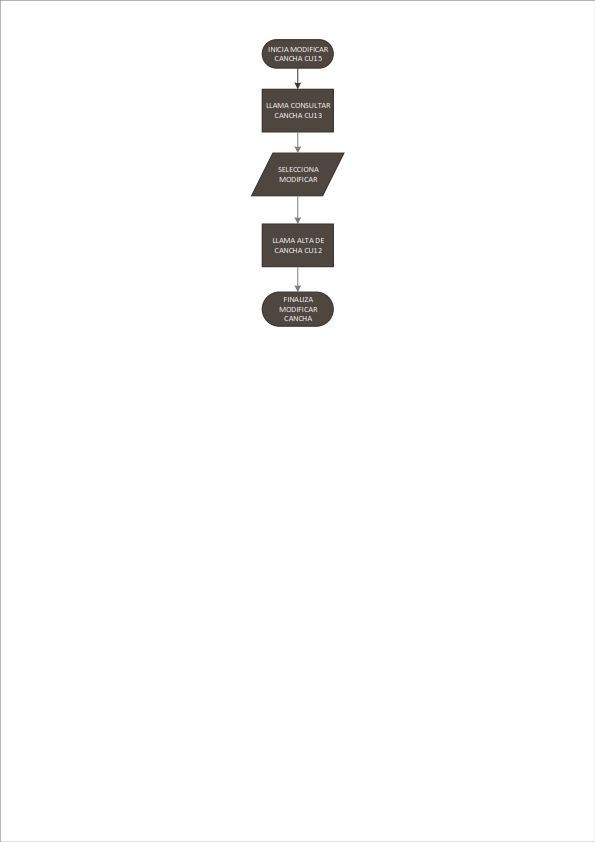 INICIA MODIFICAR
CANCHA CU15
LLAMA CONSULTAR
CANCHA CU13
SELECCIONA
MODIFICAR
LLAMA ALTA DE
CANCHA CU12
FINALIZA
MODIFICAR
CANCHA